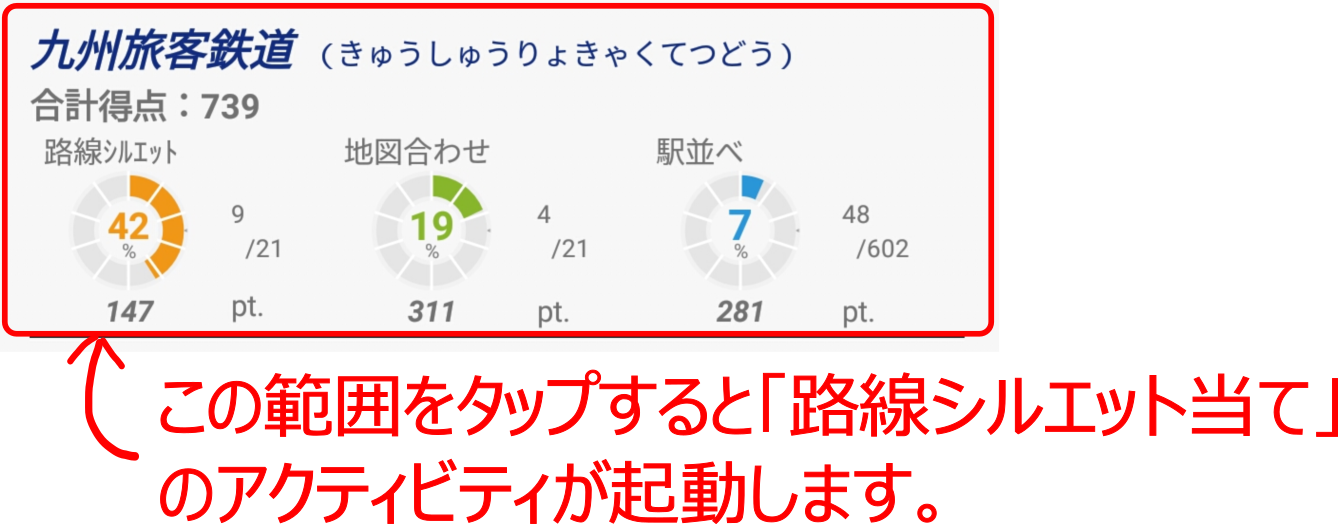 九州旅客鉄道 (きゅうしゅうりょきゃくてつどう)
合計得点：739
路線ｼﾙｴｯﾄ 地図合わせ 駅並べ
42 % 9 /21 19 % 4 /21 7 % 48 /602
147 pt. 311 pt. 281 pt.
この範囲をタップすると「路線シルエット当て」
のアクティビティが起動します。